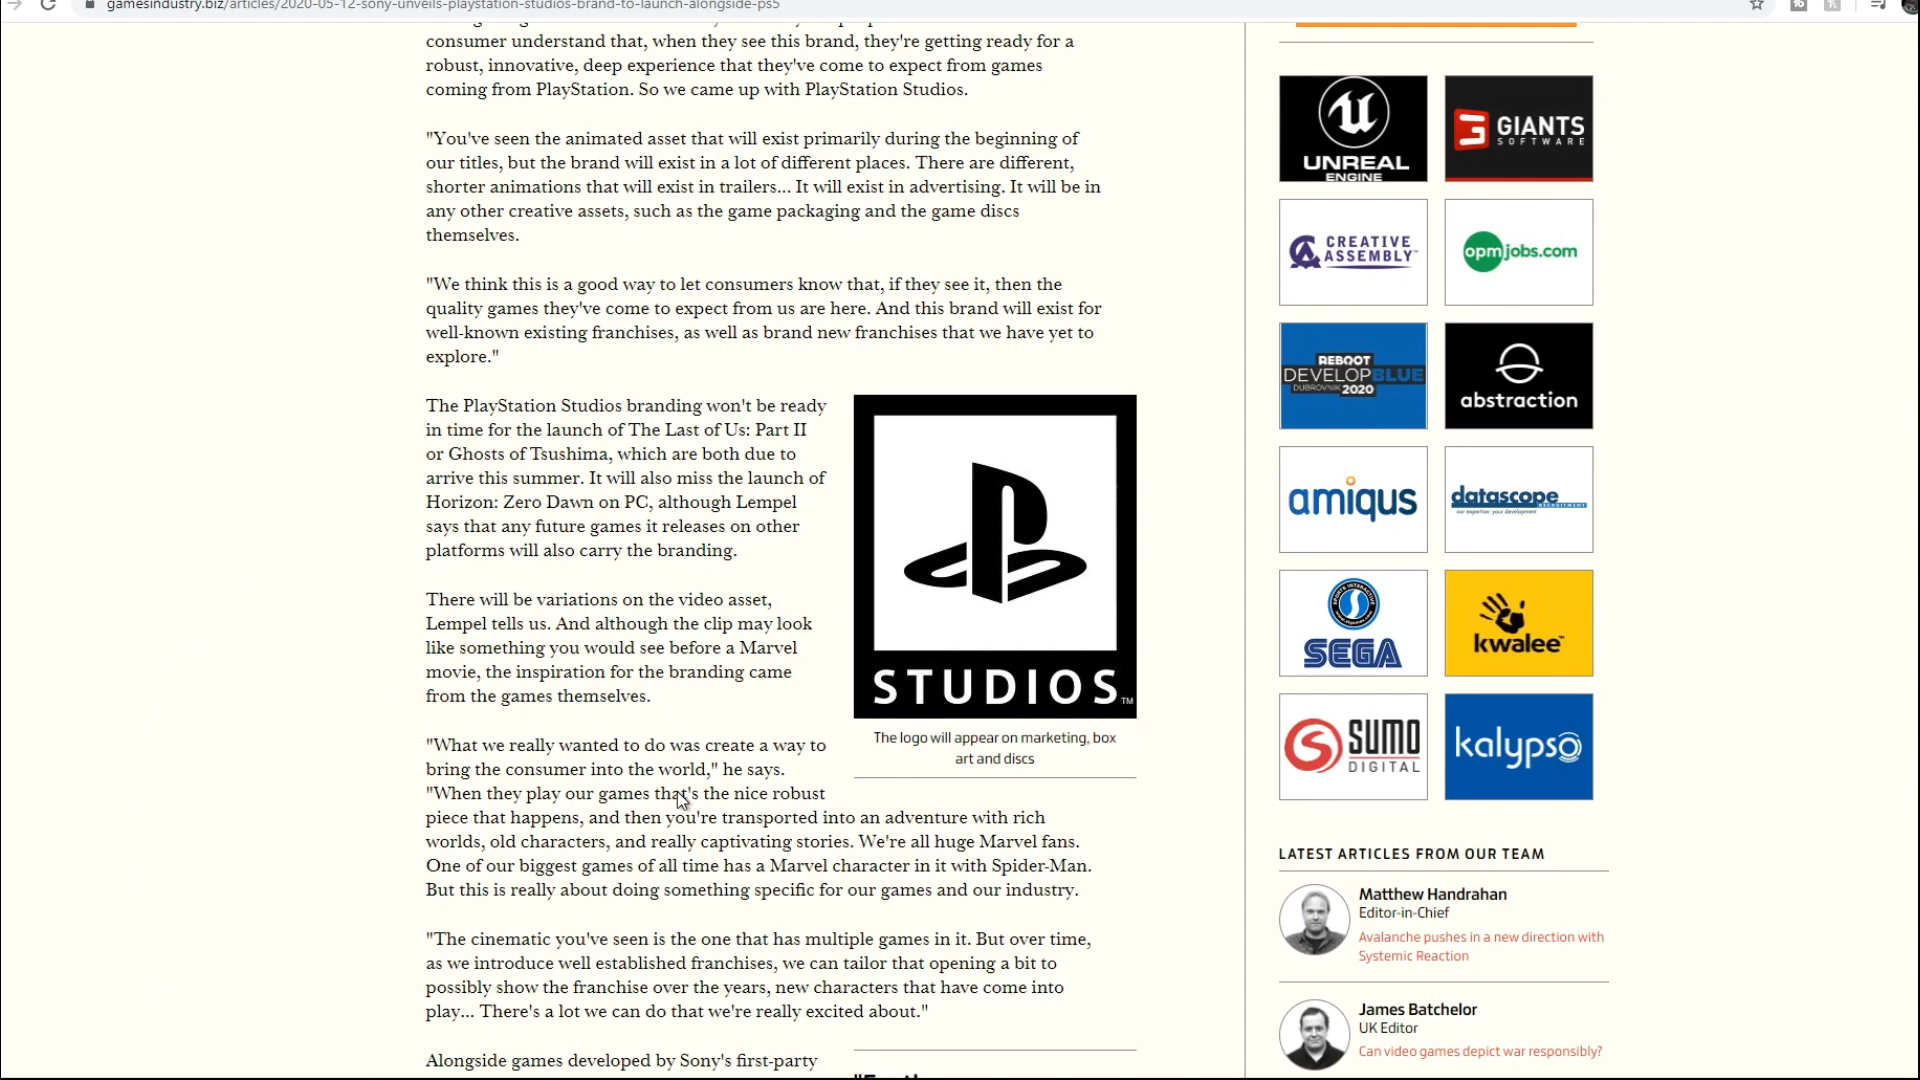 gamesindustry.biz/articles/2020-05-12-sony-unveils-playstation-studios-brand-to-launch-alongside-ps5
consumer understand that, when they see this brand, they're getting ready for a
robust, innovative, deep experience that they've come to expect from games
coming from PlayStation. So we came up with PlayStation Studios.
"You've seen the animated asset that will exist primarily during the beginning of
our titles, but the brand will exist in a lot of different places. There are different,
shorter animations that will exist in trailers... It will exist in advertising. It will be in
any other creative assets, such as the game packaging and the game discs
themselves.
"We think this is a good way to let consumers know that, if they see it, then the
quality games they've come to expect from us are here. And this brand will exist for
well-known existing franchises, as well as brand new franchises that we have yet to
explore."
The PlayStation Studios branding won't be ready
in time for the launch of The Last of Us: Part II
or Ghosts of Tsushima, which are both due to
arrive this summer. It will also miss the launch of
Horizon: Zero Dawn on PC, although Lempel
says that any future games it releases on other
platforms will also carry the branding.
There will be variations on the video asset,
Lempel tells us. And although the clip may look
like something you would see before a Marvel
movie, the inspiration for the branding came
from the games themselves.
"What we really wanted to do was create a way to
bring the consumer into the world," he says.
"When they play our games that's the nice robust
piece that happens, and then you're transported into an adventure with rich
worlds, old characters, and really captivating stories. We're all huge Marvel fans.
One of our biggest games of all time has a Marvel character in it with Spider-Man.
But this is really about doing something specific for our games and our industry.
"The cinematic you've seen is the one that has multiple games in it. But over time,
as we introduce well established franchises, we can tailor that opening a bit to
possibly show the franchise over the years, new characters that have come into
play... There's a lot we can do that we're really excited about."
Alongside games developed by Sony's first-party
STUDIOS™
The logo will appear on marketing, box
art and discs
UNREAL
ENGINE
GIANTS
SOFTWARE
CREATIVE
ASSEMBLY™
opmjobs.com
REBOOT
DEVELOPBLUE
DUBROVNIK 2020
abstraction
amiqus
datascope
RECRUITMENT
our expertise: your development
SPORTS INTERACTIVE
SEGA
kwalee™
SUMO
DIGITAL
kalypso
LATEST ARTICLES FROM OUR TEAM
Matthew Handrahan
Editor-in-Chief
Avalanche pushes in a new direction with
Systemic Reaction
James Batchelor
UK Editor
Can video games depict war responsibly?